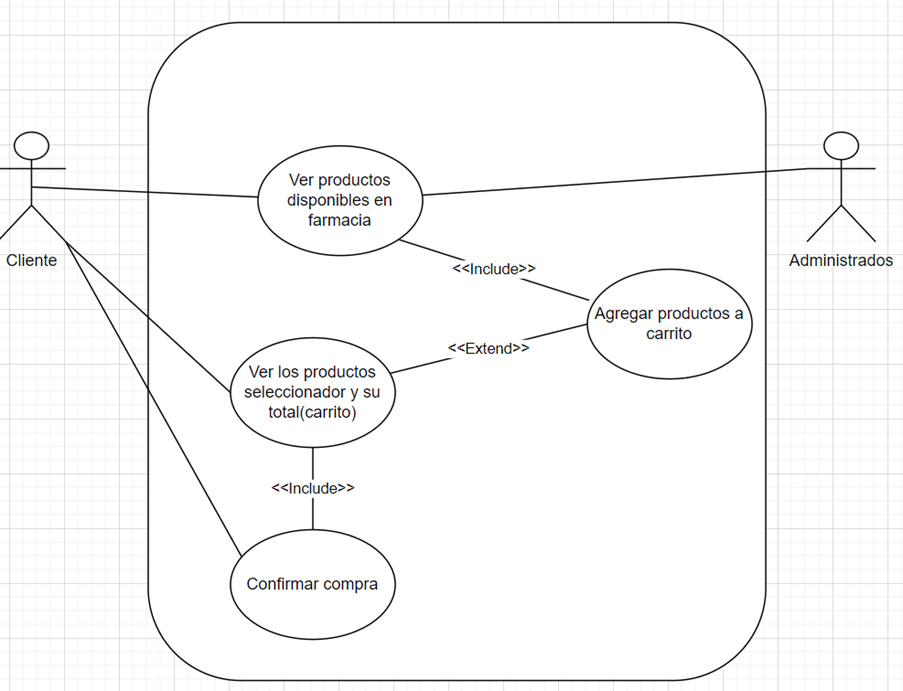 Ver productos
disponibles en
farmacia
Cliente
Administrados
<<Include>>
Agregar productos a
carrito
<<Extend>>
Ver los productos
seleccionador y su
total(carrito)
<<Include>>
Confirmar compra